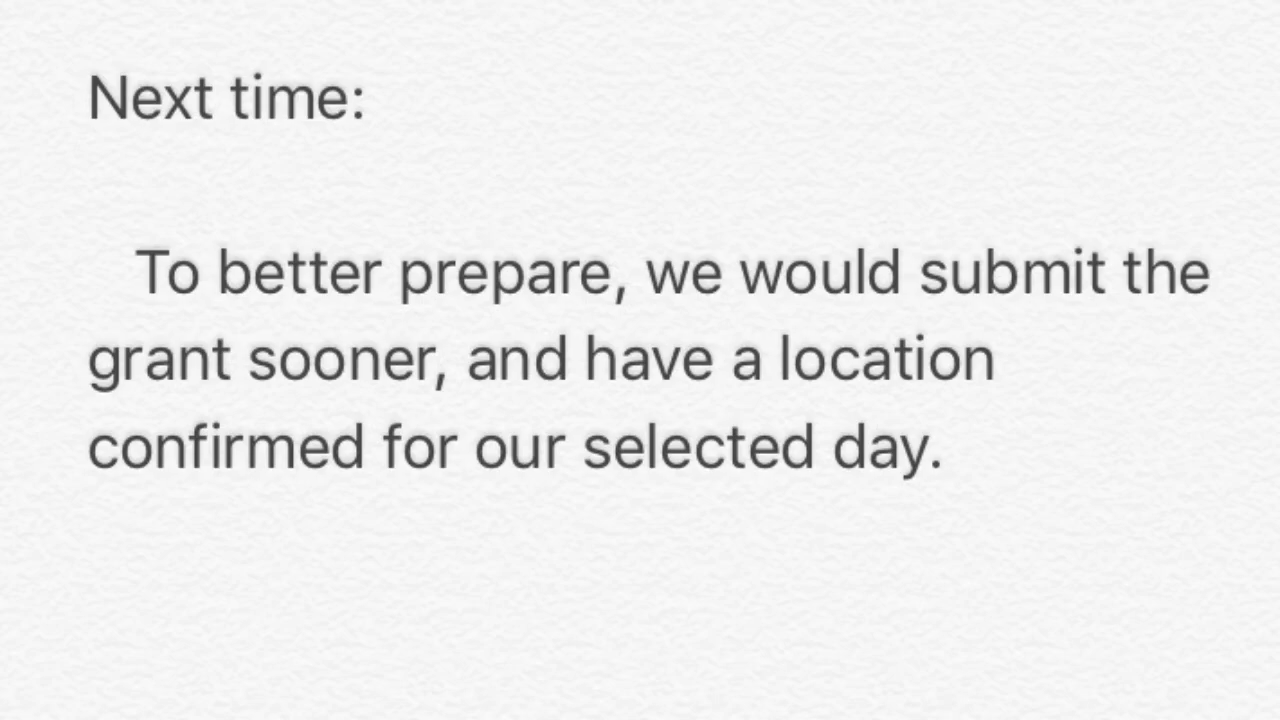 Next time:
To better prepare, we would submit the
grant sooner, and have a location
confirmed for our selected day.